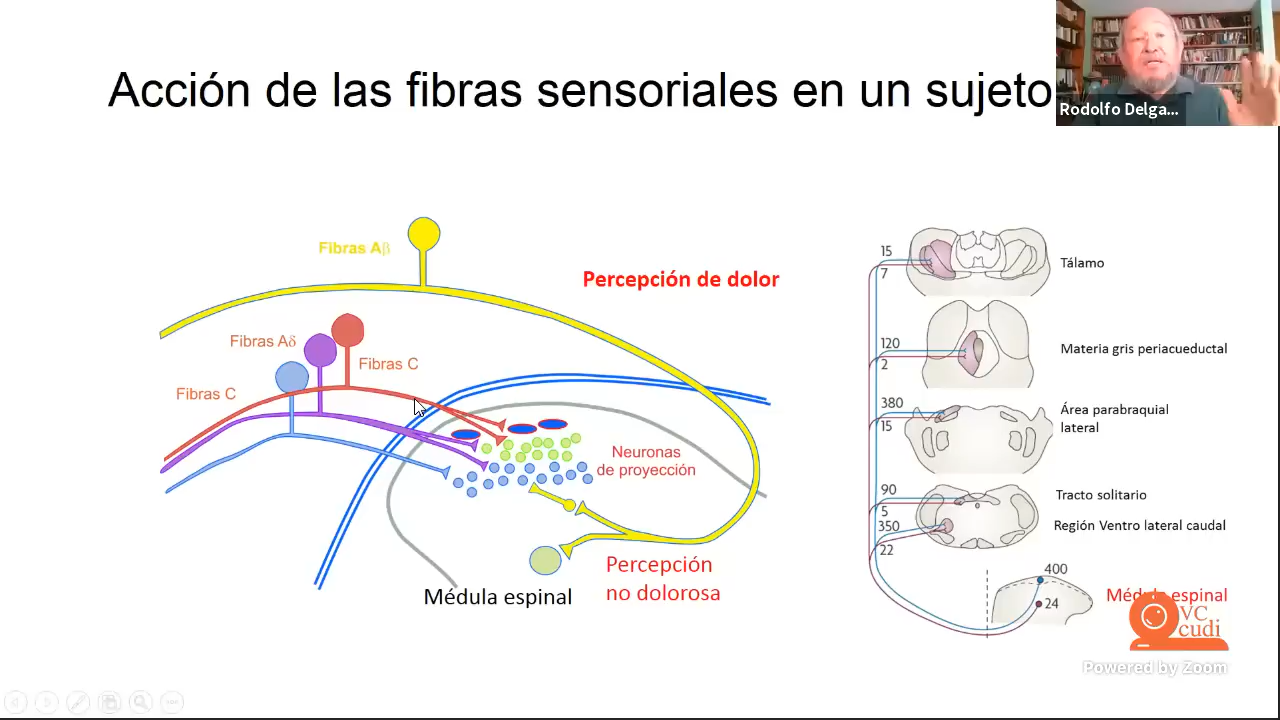 Acción de las fibras sensoriales en un sujeto
Rodolfo Delga...
Fibras Aβ
Percepción de dolor
Fibras Aδ
Fibras C
Fibras C
Neuronas
de proyección
Percepción
no dolorosa
Médula espinal
15
7
Tálamo
120
2
Materia gris periacueductal
380
15
Área parabraquial
lateral
90
5
Tracto solitario
350
22
Región Ventro lateral caudal
400
24
Médula espinal
VC
cudi
Powered by Zoom